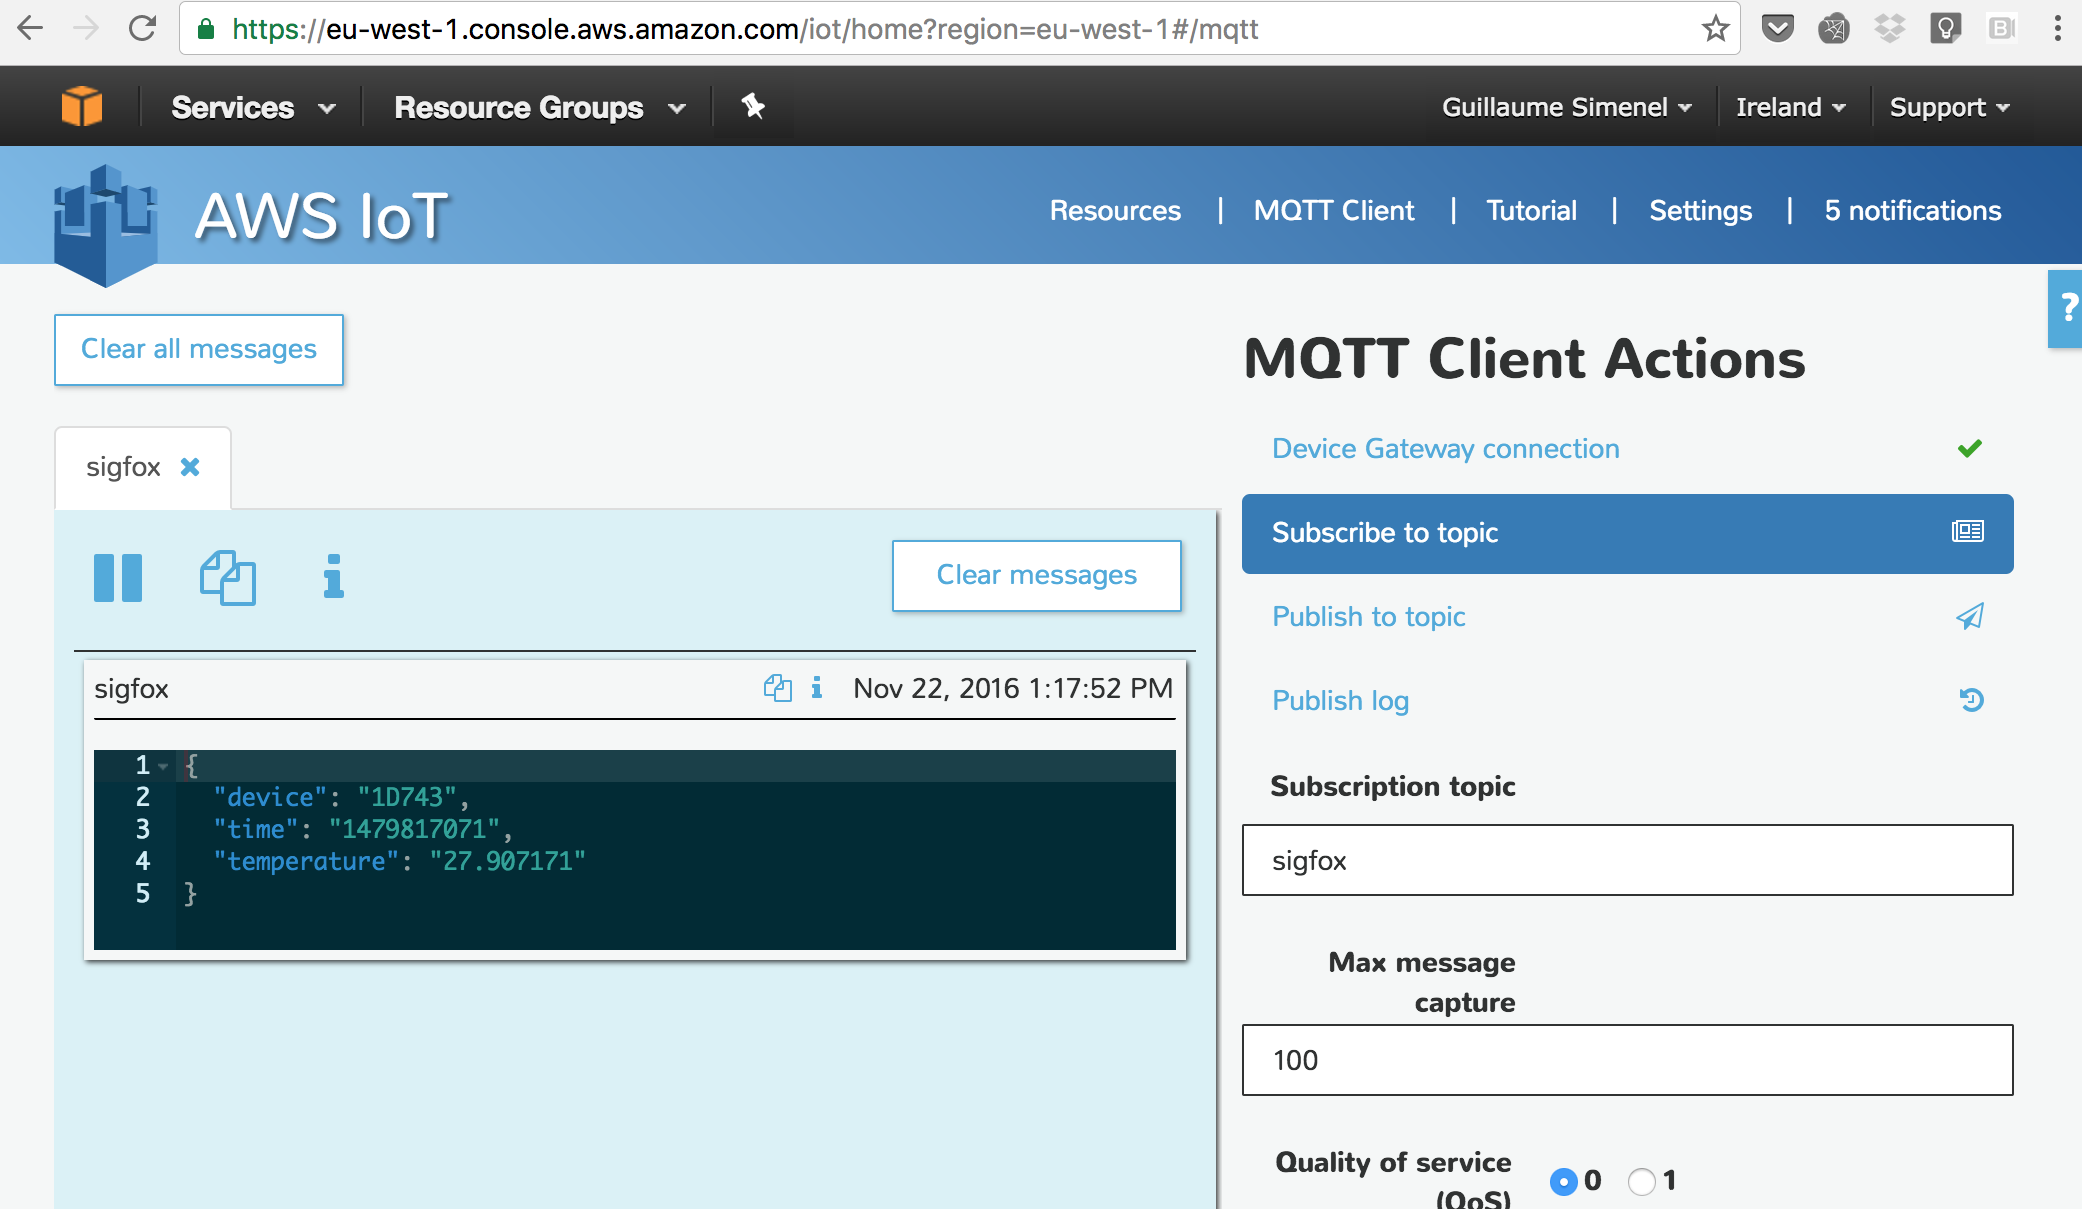 https://eu-west-1.console.aws.amazon.com/iot/home?region=eu-west-1#/mqtt
Services Resource Groups Guillaume Simenel Ireland Support
AWS IoT
Resources | MQTT Client | Tutorial | Settings | 5 notifications
?
Clear all messages
sigfox
Clear messages
sigfox Nov 22, 2016 1:17:52 PM
1 {
2 "device": "1D743",
3 "time": "1479817071",
4 "temperature": "27.907171"
5 }
MQTT Client Actions
Device Gateway connection
Subscribe to topic
Publish to topic
Publish log
Subscription topic
sigfox
Max message
capture
100
Quality of service
(QoS)
0 1